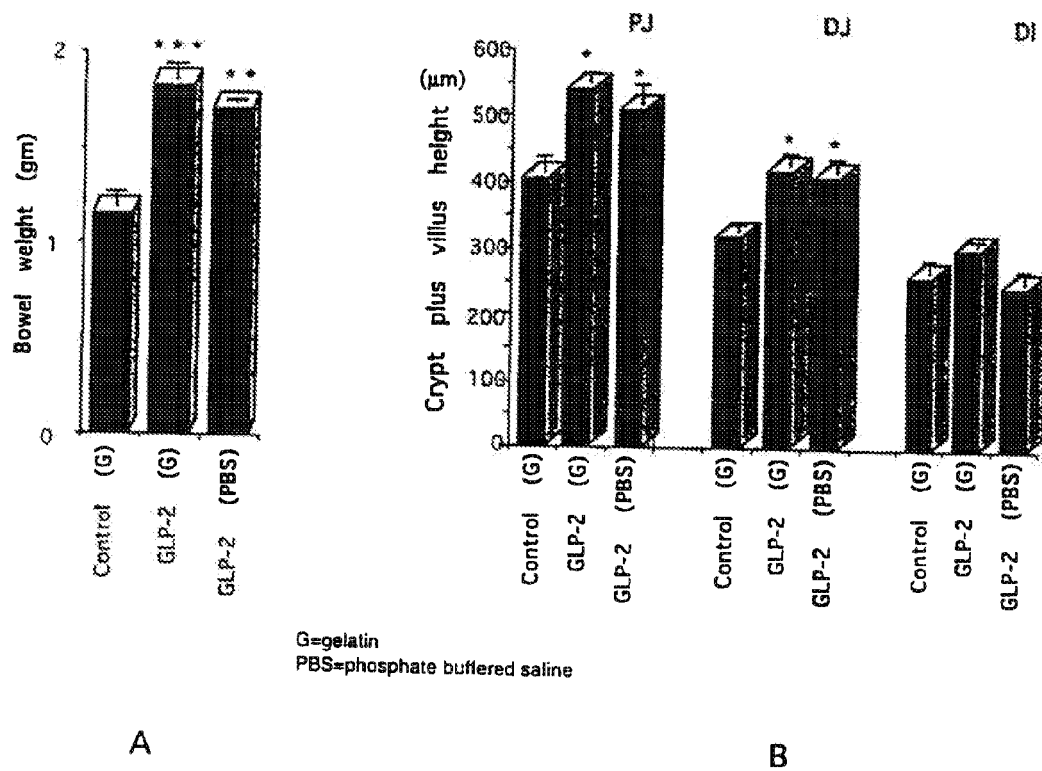 * * *
* *
2
1
0
Bowel weight (gm)
Control (G)
GLP-2 (G)
GLP-2 (PBS)
A
PJ
DJ
DI
600
500
400
300
200
100
0
(μm)
Crypt plus villus height
*
*
*
*
Control (G)
GLP-2 (G)
GLP-2 (PBS)
Control (G)
GLP-2 (G)
GLP-2 (PBS)
Control (G)
GLP-2 (G)
GLP-2 (PBS)
G=gelatin
PBS=phosphate buffered saline
B